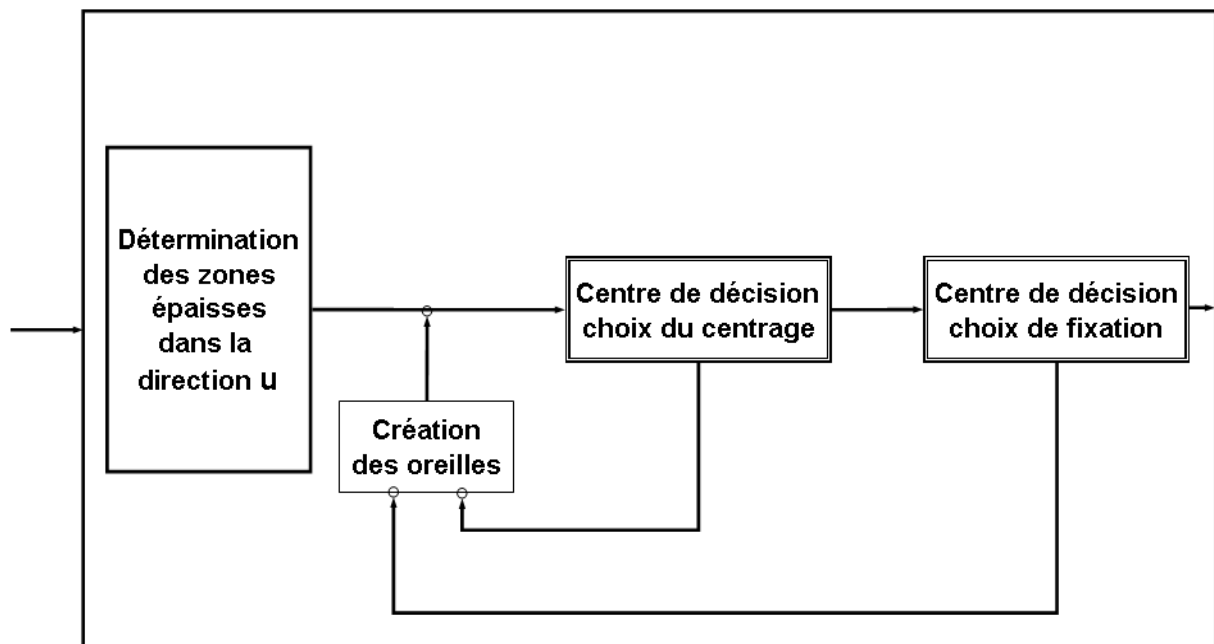 Détermination
des zones
épaisses
dans la
direction u
Centre de décision
choix du centrage
Centre de décision
choix de fixation
Création
des oreilles